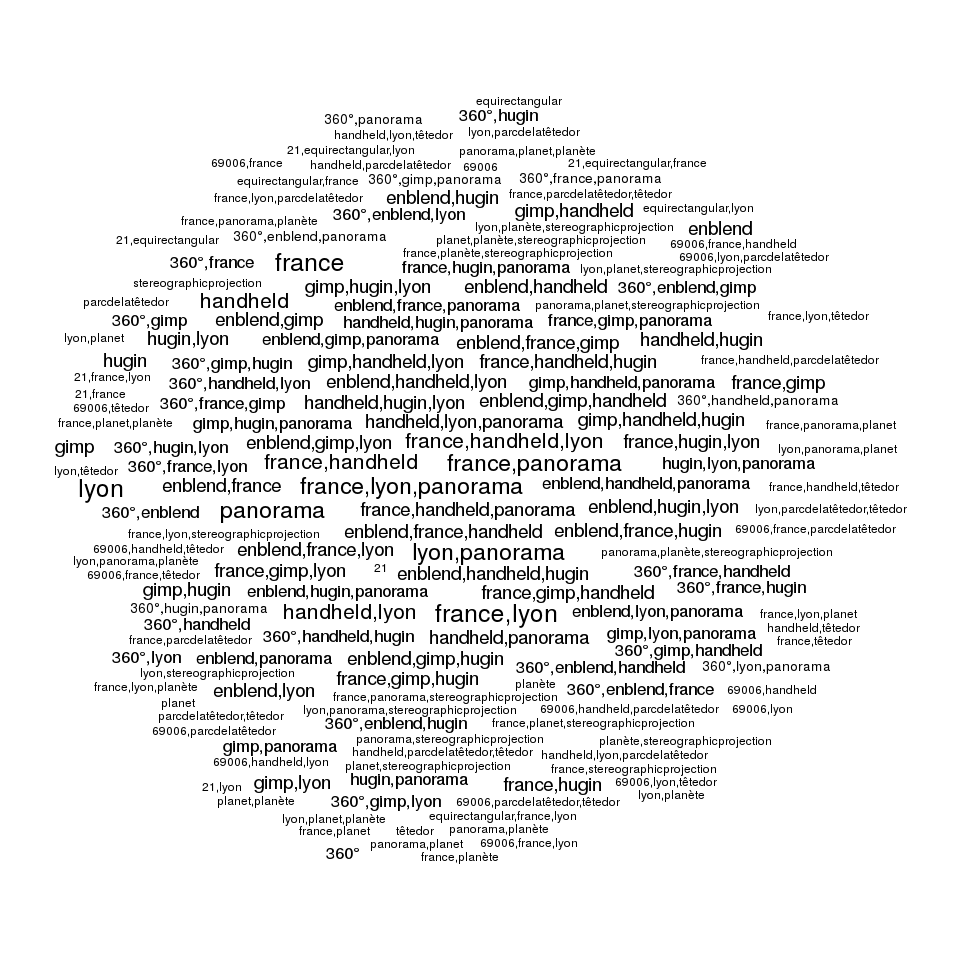 equirectangular
360°,panorama 360°,hugin
handheld,lyon,têtedor lyon,parcdelatêtedor
21,equirectangular,lyon panorama,planet,planète
69006,france handheld,parcdelatêtedor 69006 21,equirectangular,france
equirectangular,france 360°,gimp,panorama 360°,france,panorama
france,lyon,parcdelatêtedor enblend,hugin france,parcdelatêtedor,têtedor
france,panorama,planète 360°,enblend,lyon gimp,handheld equirectangular,lyon
lyon,planète,stereographicprojection enblend
21,equirectangular 360°,enblend,panorama planet,planète,stereographicprojection 69006,france,handheld
360°,france france france,planète,stereographicprojection 69006,lyon,parcdelatêtedor
france,hugin,panorama lyon,planet,stereographicprojection
stereographicprojection gimp,hugin,lyon enblend,handheld 360°,enblend,gimp
parcdelatêtedor handheld enblend,france,panorama panorama,planet,stereographicprojection
360°,gimp enblend,gimp handheld,hugin,panorama france,gimp,panorama france,lyon,têtedor
lyon,planet hugin,lyon enblend,gimp,panorama enblend,france,gimp handheld,hugin
hugin 360°,gimp,hugin gimp,handheld,lyon france,handheld,hugin france,handheld,parcdelatêtedor
21,france,lyon 360°,handheld,lyon enblend,handheld,lyon gimp,handheld,panorama france,gimp
21,france
69006,têtedor 360°,france,gimp handheld,hugin,lyon enblend,gimp,handheld 360°,handheld,panorama
france,planet,planète gimp,hugin,panorama handheld,lyon,panorama gimp,handheld,hugin france,panorama,planet
gimp 360°,hugin,lyon enblend,gimp,lyon france,handheld,lyon france,hugin,lyon lyon,panorama,planet
lyon,têtedor 360°,france,lyon france,handheld france,panorama hugin,lyon,panorama
lyon enblend,france france,lyon,panorama enblend,handheld,panorama france,handheld,têtedor
360°,enblend panorama france,handheld,panorama enblend,hugin,lyon lyon,parcdelatêtedor,têtedor
france,lyon,stereographicprojection enblend,france,handheld enblend,france,hugin 69006,france,parcdelatêtedor
69006,handheld,têtedor enblend,france,lyon lyon,panorama panorama,planète,stereographicprojection
lyon,panorama,planète
69006,france,têtedor france,gimp,lyon 21 enblend,handheld,hugin 360°,france,handheld
gimp,hugin enblend,hugin,panorama france,gimp,handheld 360°,france,hugin
360°,hugin,panorama handheld,lyon france,lyon enblend,lyon,panorama france,lyon,planet
360°,handheld handheld,têtedor
france,parcdelatêtedor 360°,handheld,hugin handheld,panorama gimp,lyon,panorama france,têtedor
360°,gimp,handheld
360°,lyon enblend,panorama enblend,gimp,hugin 360°,enblend,handheld 360°,lyon,panorama
lyon,stereographicprojection france,gimp,hugin
france,lyon,planète enblend,lyon planète 360°,enblend,france 69006,handheld
france,panorama,stereographicprojection
planet lyon,panorama,stereographicprojection 69006,handheld,parcdelatêtedor 69006,lyon
parcdelatêtedor,têtedor 360°,enblend,hugin france,planet,stereographicprojection
69006,parcdelatêtedor panorama,stereographicprojection planète,stereographicprojection
gimp,panorama handheld,parcdelatêtedor,têtedor handheld,lyon,parcdelatêtedor
69006,handheld,lyon planet,stereographicprojection france,stereographicprojection
21,lyon gimp,lyon hugin,panorama france,hugin 69006,lyon,têtedor
planet,planète 360°,gimp,lyon 69006,parcdelatêtedor,têtedor lyon,planète
lyon,planet,planète equirectangular,france,lyon
france,planet têtedor panorama,planète
panorama,planet 69006,france,lyon
360° france,planète